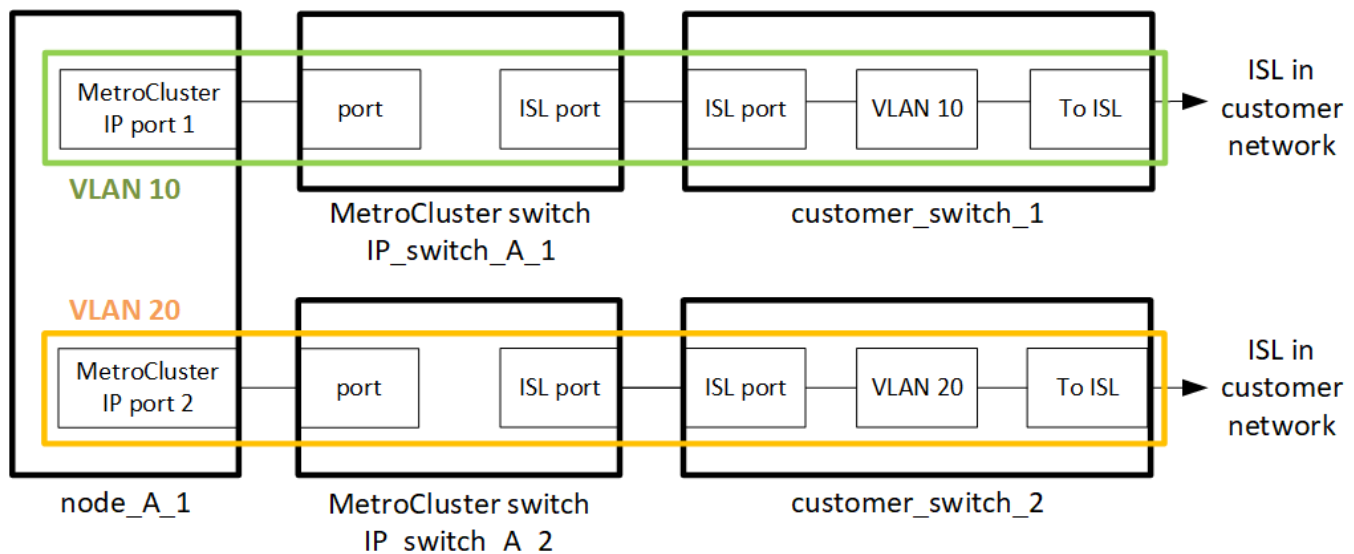 MetroCluster
IP port 1
port
ISL port
ISL port
VLAN 10
To ISL
ISL in
customer
network
VLAN 10
MetroCluster switch
IP_switch_A_1
customer_switch_1
VLAN 20
MetroCluster
IP port 2
port
ISL port
ISL port
VLAN 20
To ISL
ISL in
customer
network
node_A_1
MetroCluster switch
IP_switch_A_2
customer_switch_2